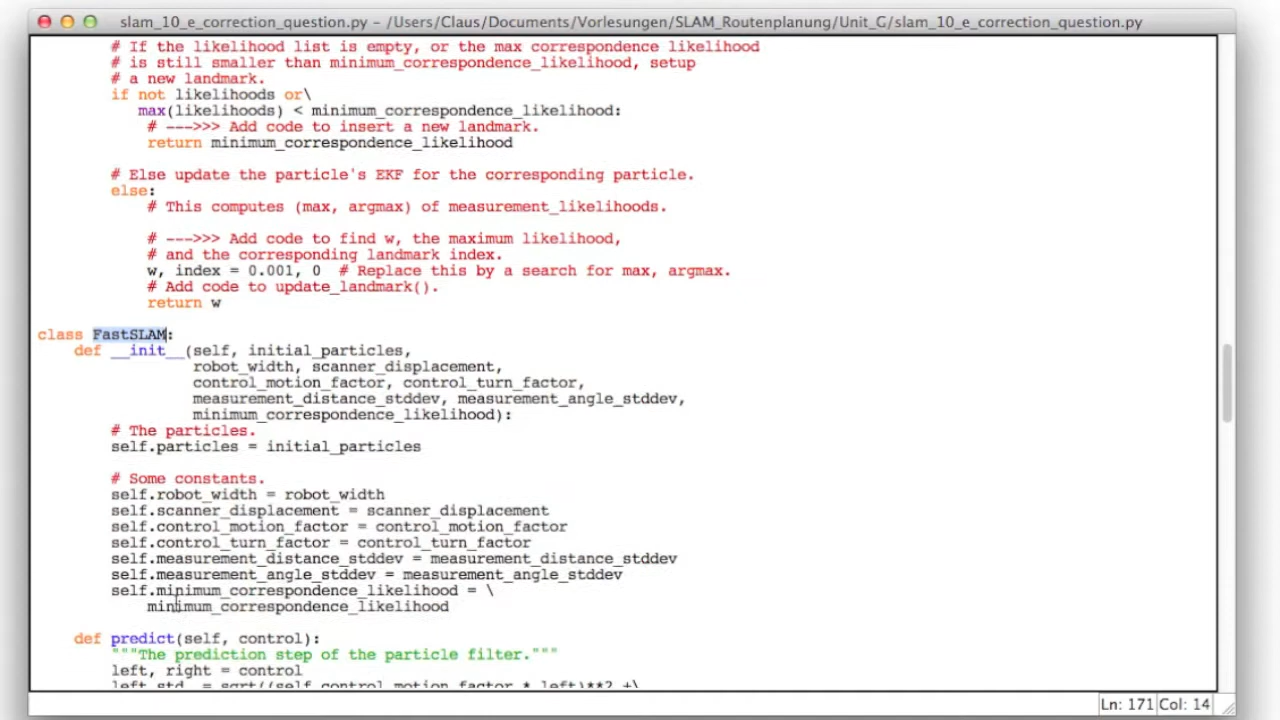 slam_10_e_correction_question.py - /Users/Claus/Documents/Vorlesungen/SLAM_Routenplanung/Unit_G/slam_10_e_correction_question.py
# If the likelihood list is empty, or the max correspondence likelihood
# is still smaller than minimum_correspondence_likelihood, setup
# a new landmark.
if not likelihoods or\
max(likelihoods) < minimum_correspondence_likelihood:
# --->>> Add code to insert a new landmark.
return minimum_correspondence_likelihood
# Else update the particle's EKF for the corresponding particle.
else:
# This computes (max, argmax) of measurement_likelihoods.
# --->>> Add code to find w, the maximum likelihood,
# and the corresponding landmark index.
w, index = 0.001, 0  # Replace this by a search for max, argmax.
# Add code to update_landmark().
return w
class FastSLAM:
def __init__(self, initial_particles,
robot_width, scanner_displacement,
control_motion_factor, control_turn_factor,
measurement_distance_stddev, measurement_angle_stddev,
minimum_correspondence_likelihood):
# The particles.
self.particles = initial_particles
# Some constants.
self.robot_width = robot_width
self.scanner_displacement = scanner_displacement
self.control_motion_factor = control_motion_factor
self.control_turn_factor = control_turn_factor
self.measurement_distance_stddev = measurement_distance_stddev
self.measurement_angle_stddev = measurement_angle_stddev
self.minimum_correspondence_likelihood = \
minimum_correspondence_likelihood
def predict(self, control):
"""The prediction step of the particle filter."""
left, right = control
left_std  = sqrt((self.control_motion_factor * left)**2 +\
Ln: 171 Col: 14